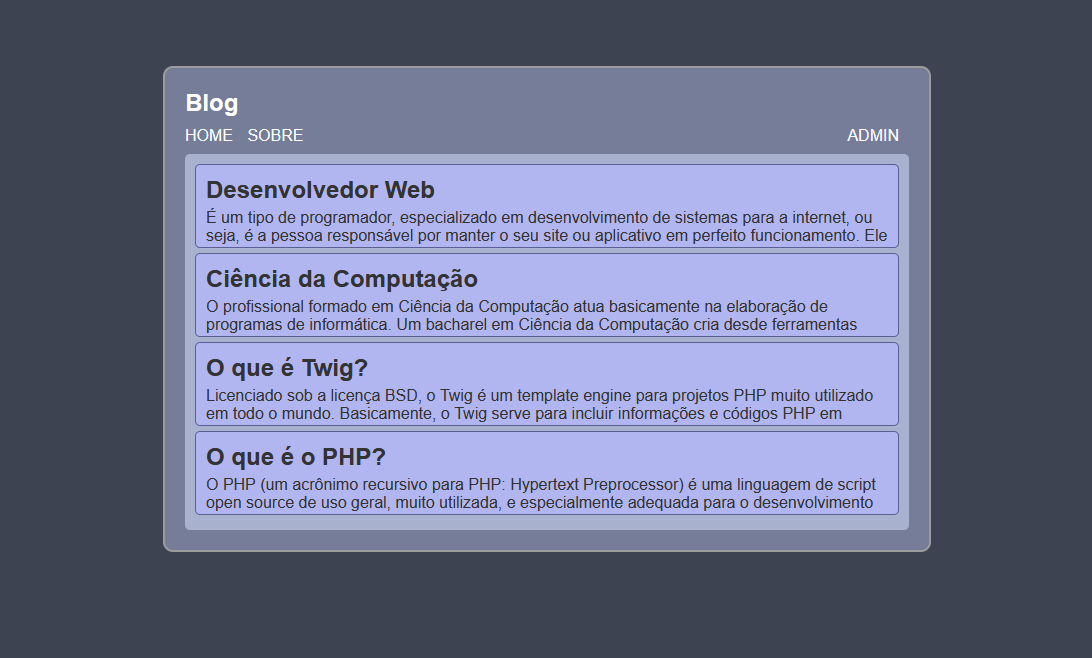 Blog
HOME SOBRE ADMIN
Desenvolvedor Web
É um tipo de programador, especializado em desenvolvimento de sistemas para a internet, ou
seja, é a pessoa responsável por manter o seu site ou aplicativo em perfeito funcionamento. Ele
Ciência da Computação
O profissional formado em Ciência da Computação atua basicamente na elaboração de
programas de informática. Um bacharel em Ciência da Computação cria desde ferramentas
O que é Twig?
Licenciado sob a licença BSD, o Twig é um template engine para projetos PHP muito utilizado
em todo o mundo. Basicamente, o Twig serve para incluir informações e códigos PHP em
O que é o PHP?
O PHP (um acrônimo recursivo para PHP: Hypertext Preprocessor) é uma linguagem de script
open source de uso geral, muito utilizada, e especialmente adequada para o desenvolvimento